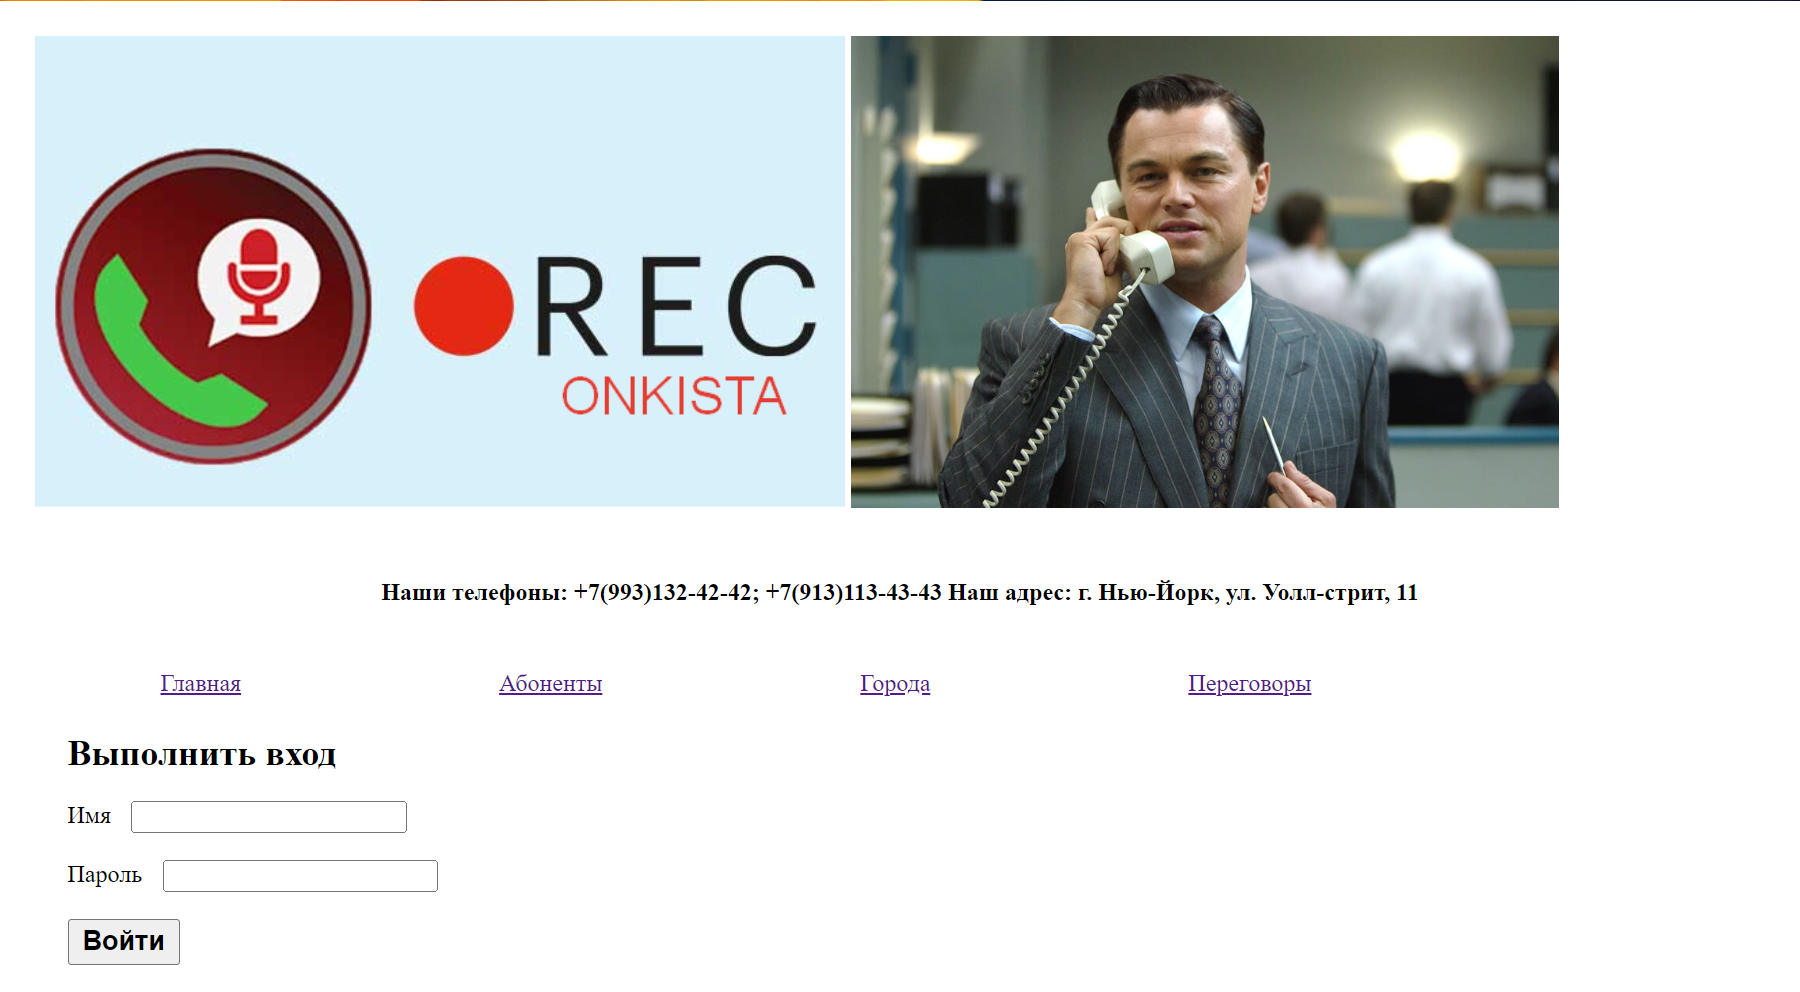 REC
ONKISTA
Наши телефоны: +7(993)132-42-42; +7(913)113-43-43 Наш адрес: г. Нью-Йорк, ул. Уолл-стрит, 11
Главная Абоненты Города Переговоры
Выполнить вход
Имя
Пароль
Войти